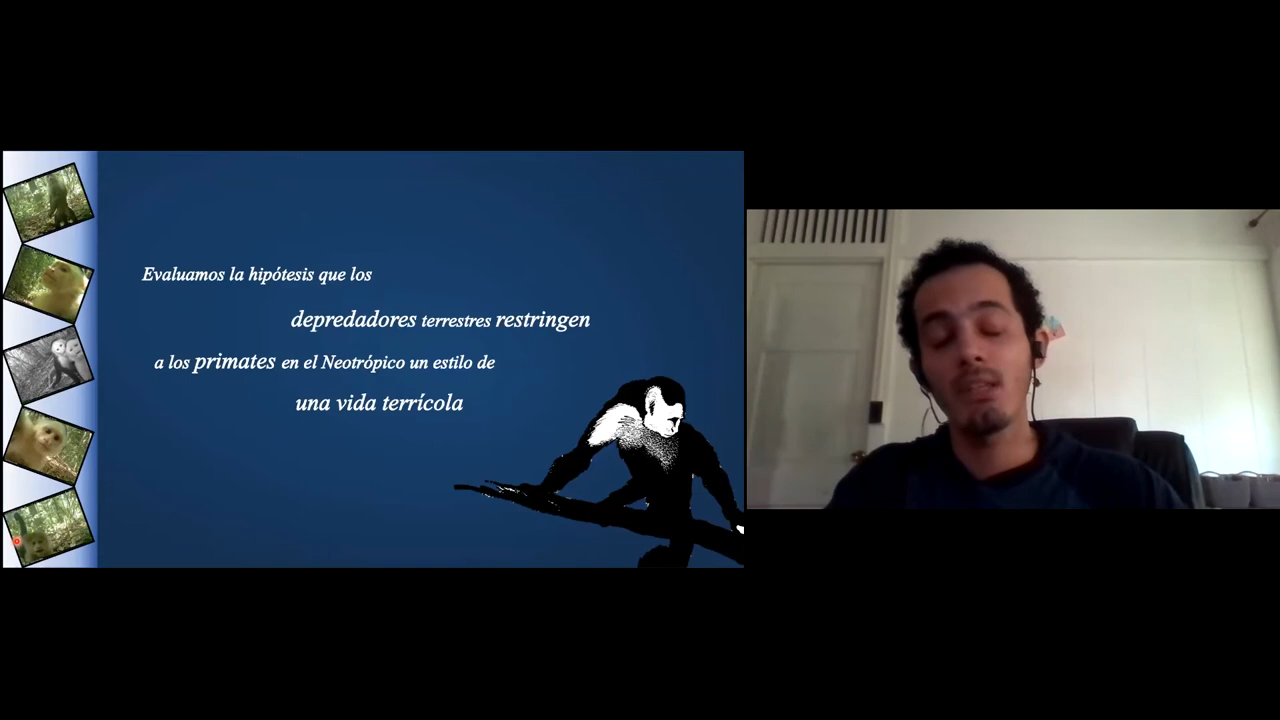 Evaluamos la hipótesis que los
depredadores terrestres restringen
a los primates en el Neotrópico un estilo de
una vida terrícola